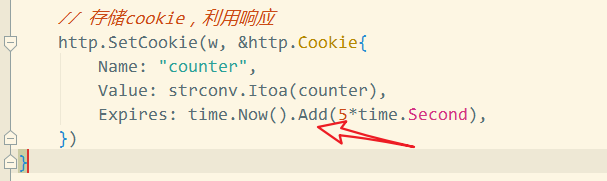 // 存储cookie，利用响应
http.SetCookie(w, &http.Cookie{
Name: "counter",
Value: strconv.Itoa(counter),
Expires: time.Now().Add(5*time.Second),
})
}